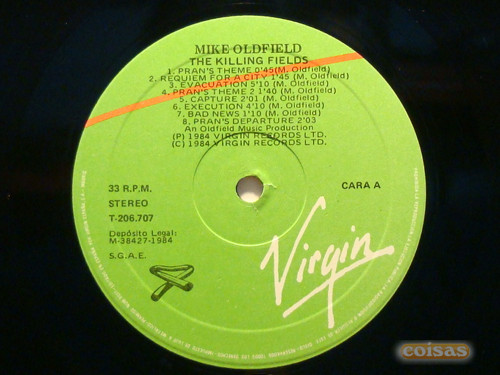 MIKE OLDFIELD
THE KILLING FIELDS
1. PRAN'S THEME 0'45(M. Oldfield)
2. REQUIEM FOR A CITY 1'45 (M. Oldfield)
3. EVACUATION 5'10 (M. Oldfield)
4. PRAN'S THEME 2 1'40 (M. Oldfield)
5. CAPTURE 2'01 (M. Oldfield)
6. EXECUTION 4'10 (M. Oldfield)
7. BAD NEWS 1'10 (M. Oldfield)
8. PRAN'S DEPARTURE 2'03
An Oldfield Music Production
(P) 1984 VIRGIN RECORDS LTD.
(C) 1984 VIRGIN RECORDS LTD.
33 R.P.M.
STEREO
T-206.707
CARA A
Depósito Legal:
M-38427-1984
S.G.A.E.
Virgin
coisas